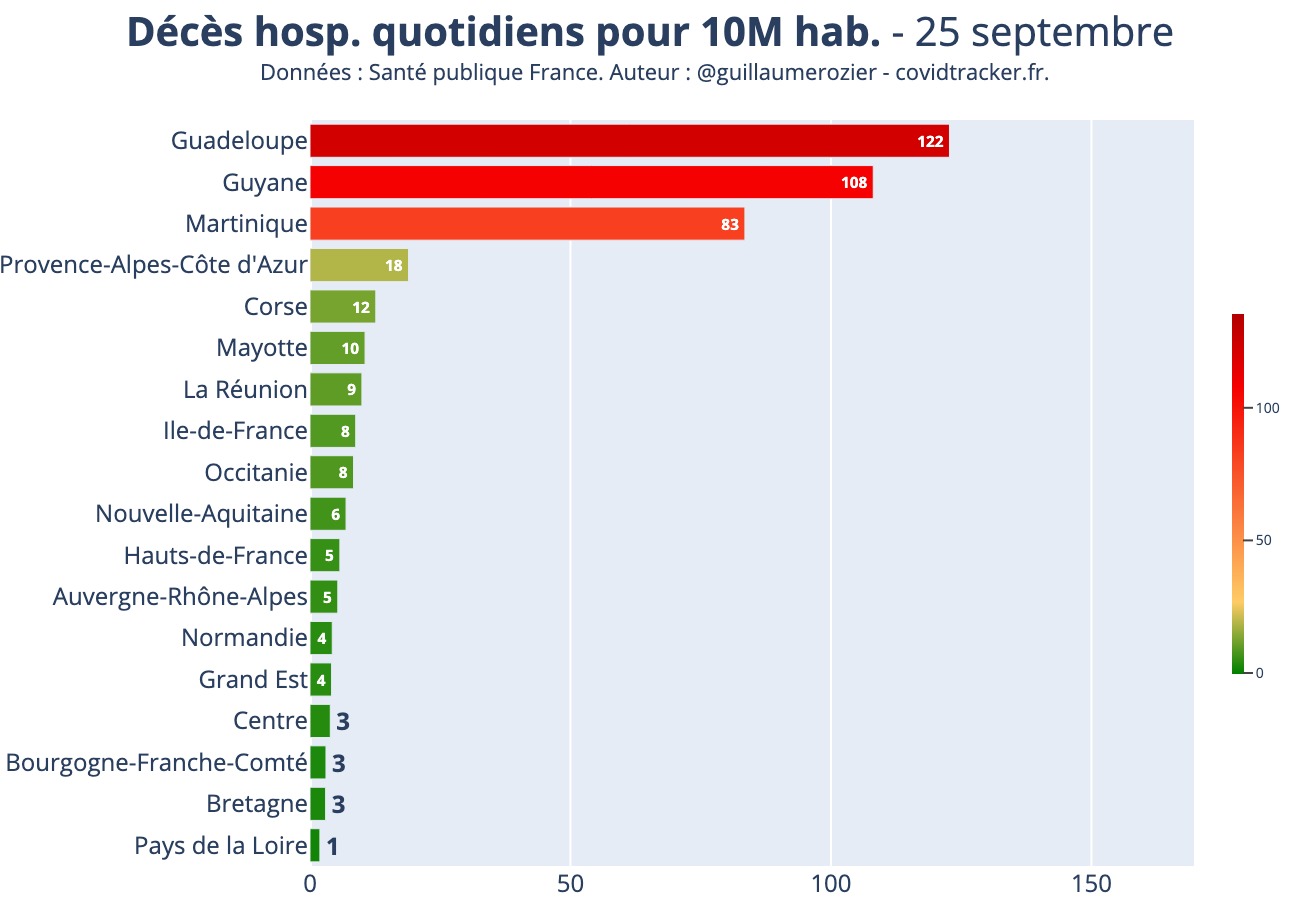 Décès hosp. quotidiens pour 10M hab. - 25 septembre
Données : Santé publique France. Auteur : @guillaumerozier - covidtracker.fr.
Guadeloupe 122
Guyane 108
Martinique 83
Provence-Alpes-Côte d'Azur 18
Corse 12
Mayotte 10
La Réunion 9
Ile-de-France 8
Occitanie 8
Nouvelle-Aquitaine 6
Hauts-de-France 5
Auvergne-Rhône-Alpes 5
Normandie 4
Grand Est 4
Centre 3
Bourgogne-Franche-Comté 3
Bretagne 3
Pays de la Loire 1
0 50 100 150
100
50
0